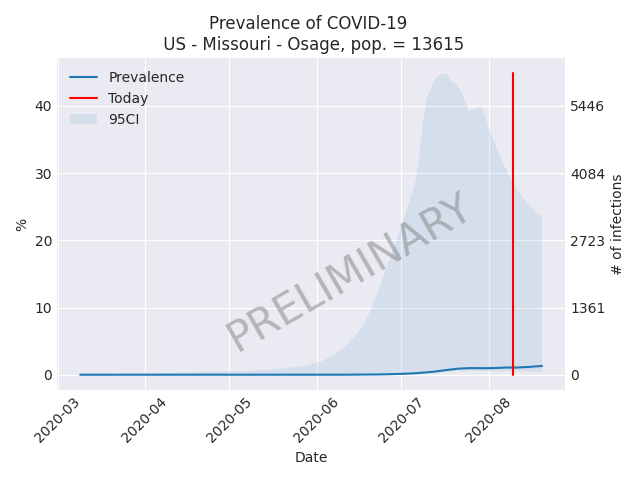 Prevalence of COVID-19
US - Missouri - Osage, pop. = 13615
Prevalence
Today
95CI
40
30
20
10
0
%
5446
4084
2723
1361
0
# of infections
PRELIMINARY
2020-03
2020-04
2020-05
2020-06
2020-07
2020-08
Date